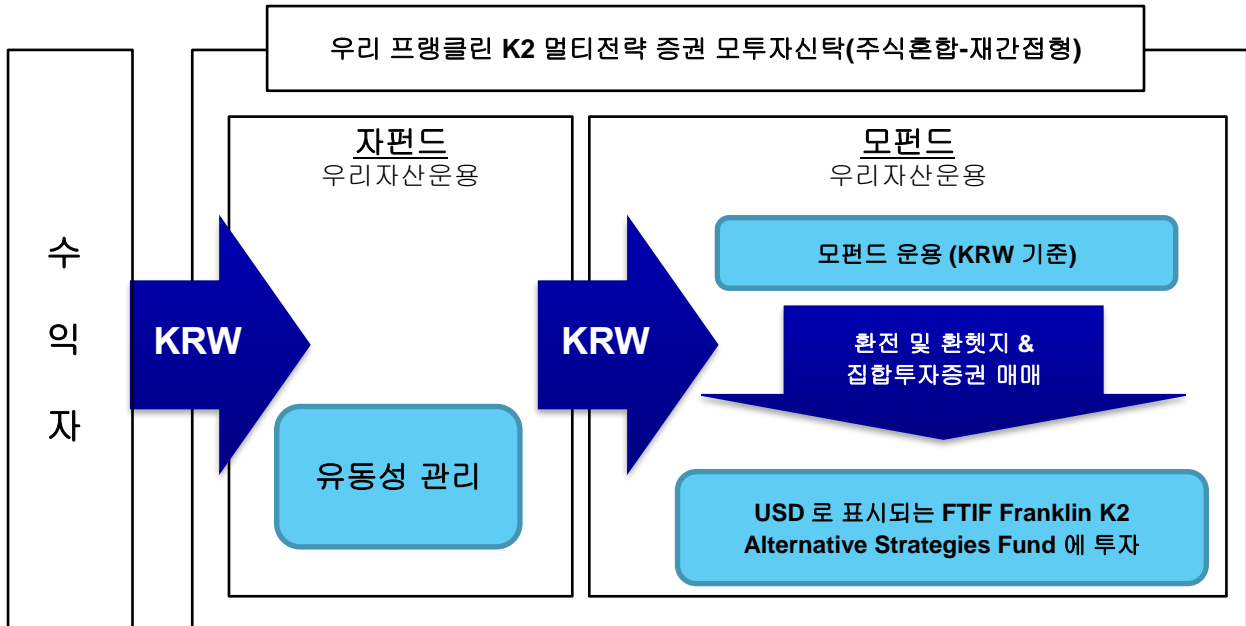 우리 프랭클린 K2 멀티전략 증권 모투자신탁(주식혼합-재간접형)
수
익
자
KRW
자펀드
우리자산운용
유동성 관리
KRW
모펀드
우리자산운용
모펀드 운용 (KRW 기준)
환전 및 환헷지 &
집합투자증권 매매
USD 로 표시되는 FTIF Franklin K2
Alternative Strategies Fund 에 투자